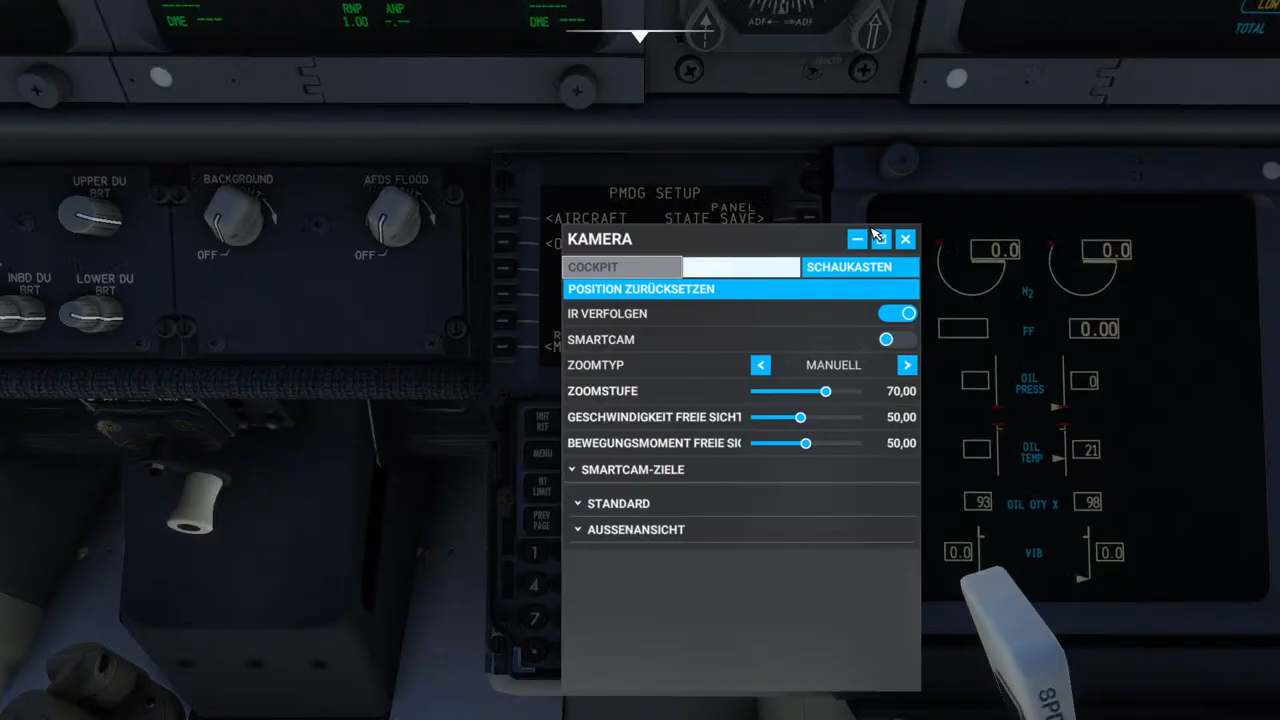 RNP ANP
DME --- 1.00 -.-- DME ---
ADF ADF
TOTAL
UPPER DU
BRT
BACKGROUND
AFDS FLOOD
OFF
OFF
INBD DU
BRT
LOWER DU
BRT
PMDG SETUP
PANEL
<AIRCRAFT STATE SAVE>
KAMERA
COCKPIT
SCHAUKASTEN
POSITION ZURÜCKSETZEN
IR VERFOLGEN
SMARTCAM
ZOOMTYP < MANUELL >
ZOOMSTUFE 70,00
GESCHWINDIGKEIT FREIE SICHT 50,00
BEWEGUNGSMOMENT FREIE SIC 50,00
SMARTCAM-ZIELE
STANDARD
AUSSENANSICHT
INIT
REF
MENU
N1
LIMIT
PREV
PAGE
1
4
7
0.0 0.0
N2
FF 0.00
OIL
PRESS 0
OIL
TEMP 21
93 OIL QTY % 98
0.0 VIB 0.0